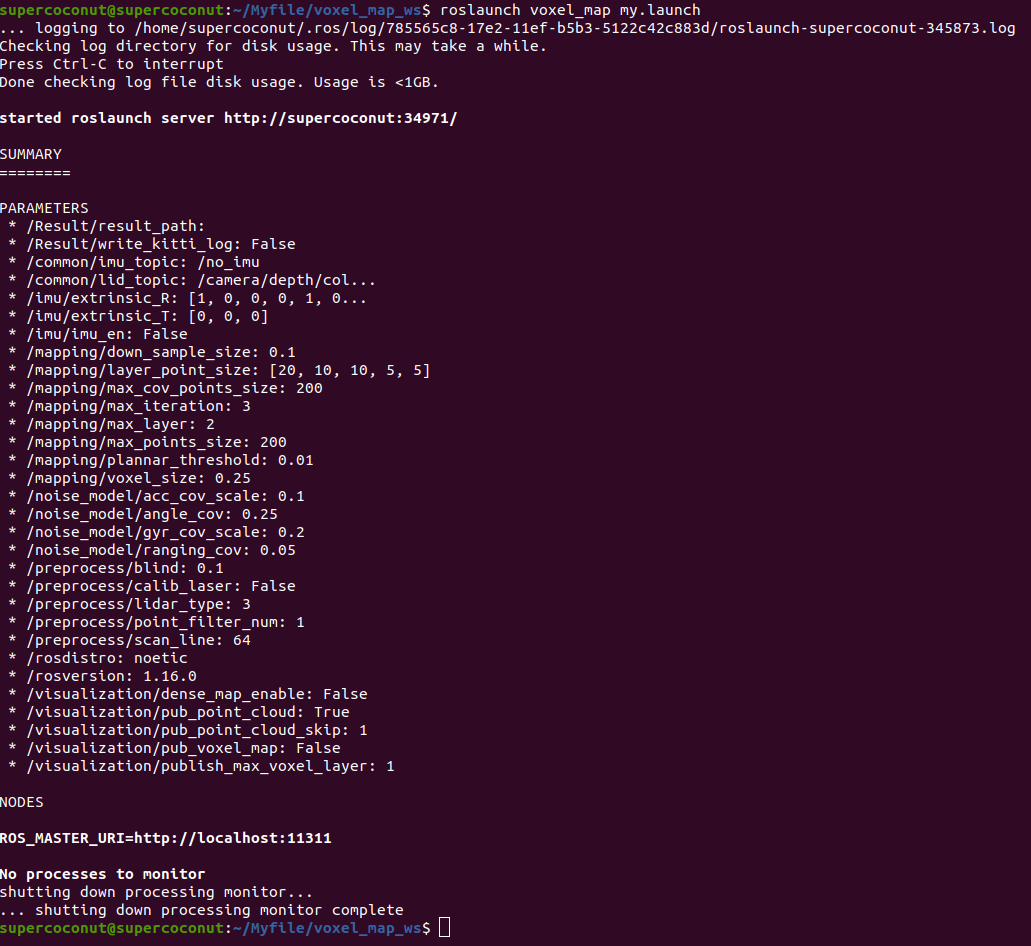 supercoconut@supercoconut:~/Myfile/voxel_map_ws$ roslaunch voxel_map my.launch
... logging to /home/supercoconut/.ros/log/785565c8-17e2-11ef-b5b3-5122c42c883d/roslaunch-supercoconut-345873.log
Checking log directory for disk usage. This may take a while.
Press Ctrl-C to interrupt
Done checking log file disk usage. Usage is <1GB.
started roslaunch server http://supercoconut:34971/
SUMMARY
========
PARAMETERS
* /Result/result_path:
* /Result/write_kitti_log: False
* /common/imu_topic: /no_imu
* /common/lid_topic: /camera/depth/col...
* /imu/extrinsic_R: [1, 0, 0, 0, 1, 0...
* /imu/extrinsic_T: [0, 0, 0]
* /imu/imu_en: False
* /mapping/down_sample_size: 0.1
* /mapping/layer_point_size: [20, 10, 10, 5, 5]
* /mapping/max_cov_points_size: 200
* /mapping/max_iteration: 3
* /mapping/max_layer: 2
* /mapping/max_points_size: 200
* /mapping/plannar_threshold: 0.01
* /mapping/voxel_size: 0.25
* /noise_model/acc_cov_scale: 0.1
* /noise_model/angle_cov: 0.25
* /noise_model/gyr_cov_scale: 0.2
* /noise_model/ranging_cov: 0.05
* /preprocess/blind: 0.1
* /preprocess/calib_laser: False
* /preprocess/lidar_type: 3
* /preprocess/point_filter_num: 1
* /preprocess/scan_line: 64
* /rosdistro: noetic
* /rosversion: 1.16.0
* /visualization/dense_map_enable: False
* /visualization/pub_point_cloud: True
* /visualization/pub_point_cloud_skip: 1
* /visualization/pub_voxel_map: False
* /visualization/publish_max_voxel_layer: 1
NODES
ROS_MASTER_URI=http://localhost:11311
No processes to monitor
shutting down processing monitor...
... shutting down processing monitor complete
supercoconut@supercoconut:~/Myfile/voxel_map_ws$